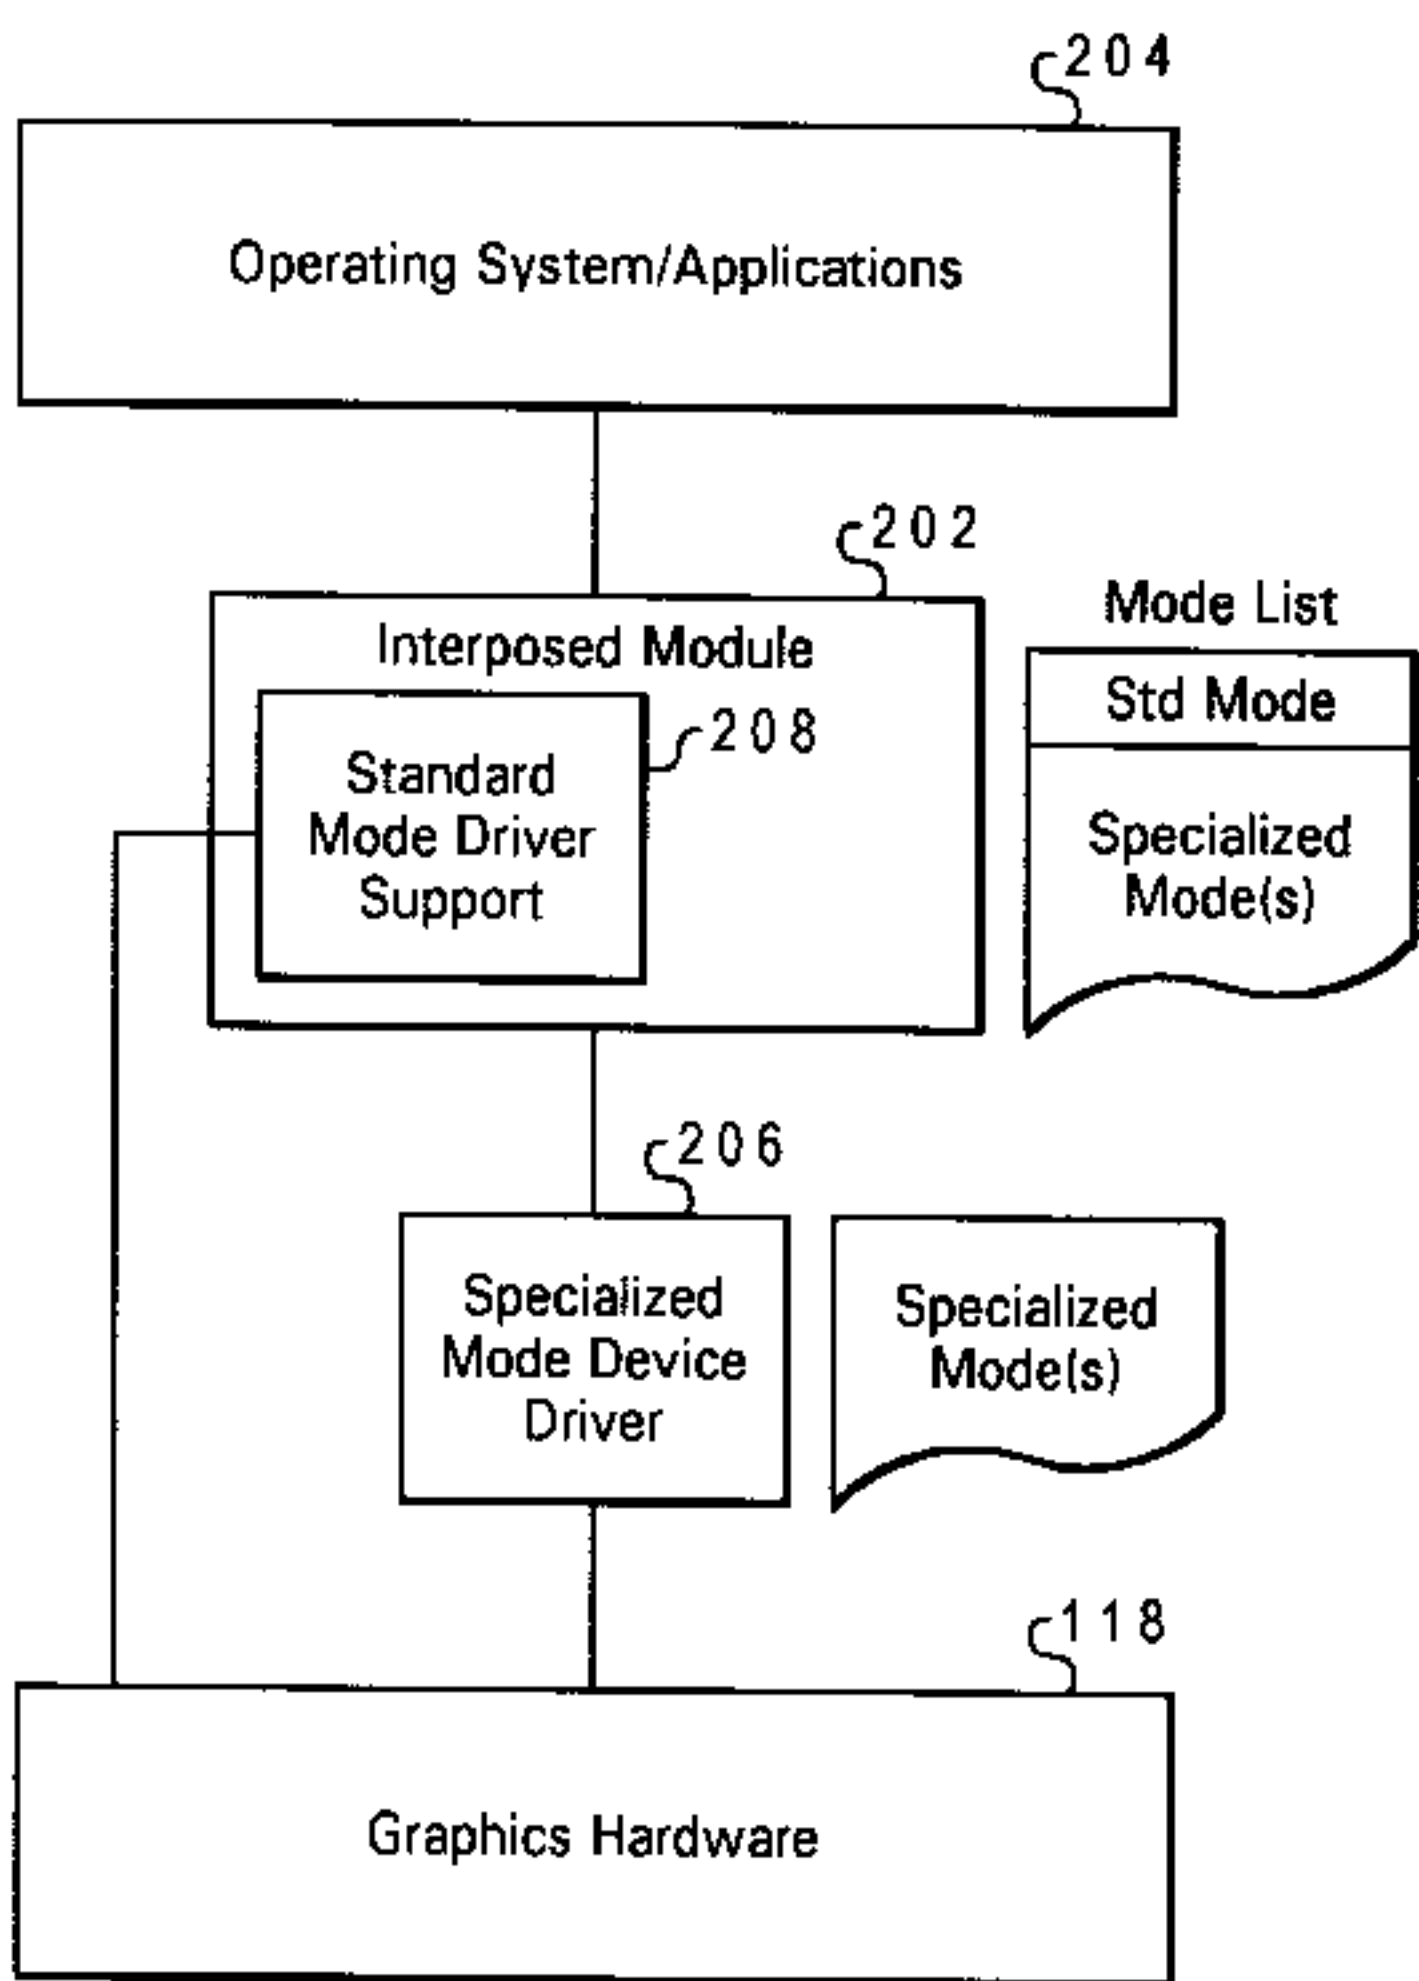 204
Operating System/Applications
202
Interposed Module
Mode List
Std Mode
208
Standard
Mode Driver
Support
Specialized
Mode(s)
206
Specialized
Mode Device
Driver
Specialized
Mode(s)
118
Graphics Hardware